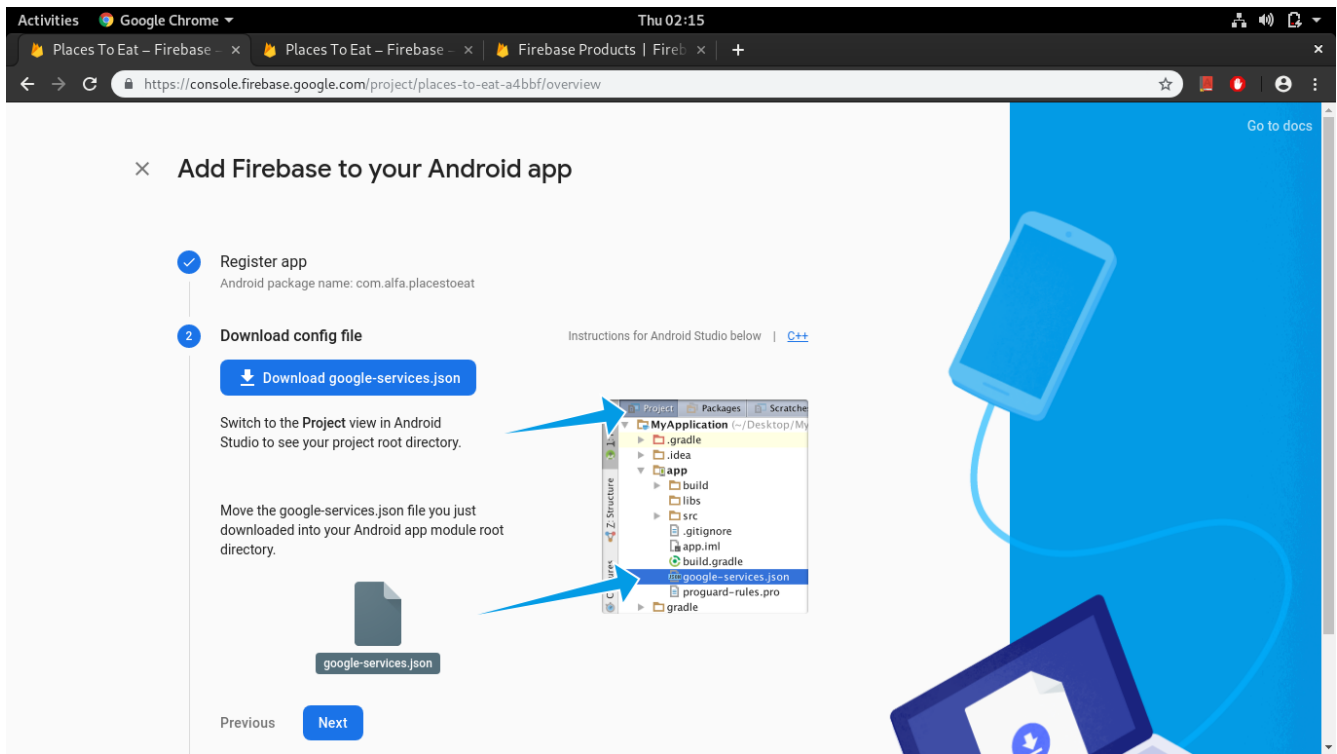 Activities Google Chrome Thu 02:15
Places To Eat – Firebase – Places To Eat – Firebase – Firebase Products | Fireb
https://console.firebase.google.com/project/places-to-eat-a4bbf/overview
Go to docs
Add Firebase to your Android app
Register app
Android package name: com.alfa.placestoeat
2 Download config file Instructions for Android Studio below | C++
Download google-services.json
Switch to the Project view in Android
Studio to see your project root directory.
Move the google-services.json file you just
downloaded into your Android app module root
directory.
google-services.json
Project Packages Scratche
MyApplication (~/Desktop/My
.gradle
.idea
app
build
libs
src
.gitignore
app.iml
build.gradle
google-services.json
proguard-rules.pro
gradle
Z: Structure
Previous Next